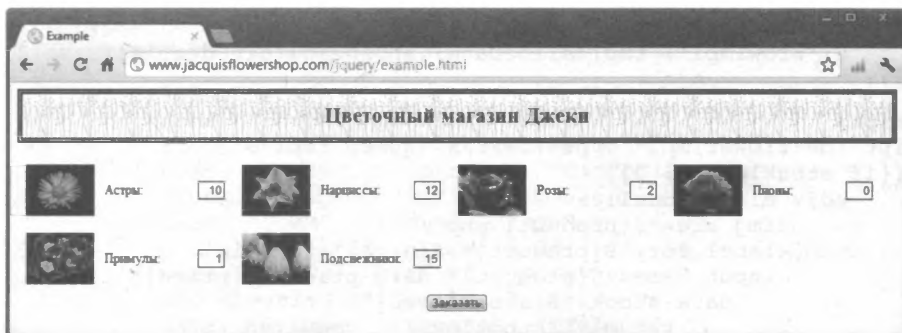 Example
www.jacquisflowershop.com/jquery/example.html
Цветочный магазин Джеки
Астры: 10 Нарциссы: 12 Розы: 2 Пионы: 0
Примулы: 1 Подснежники: 15
Заказать